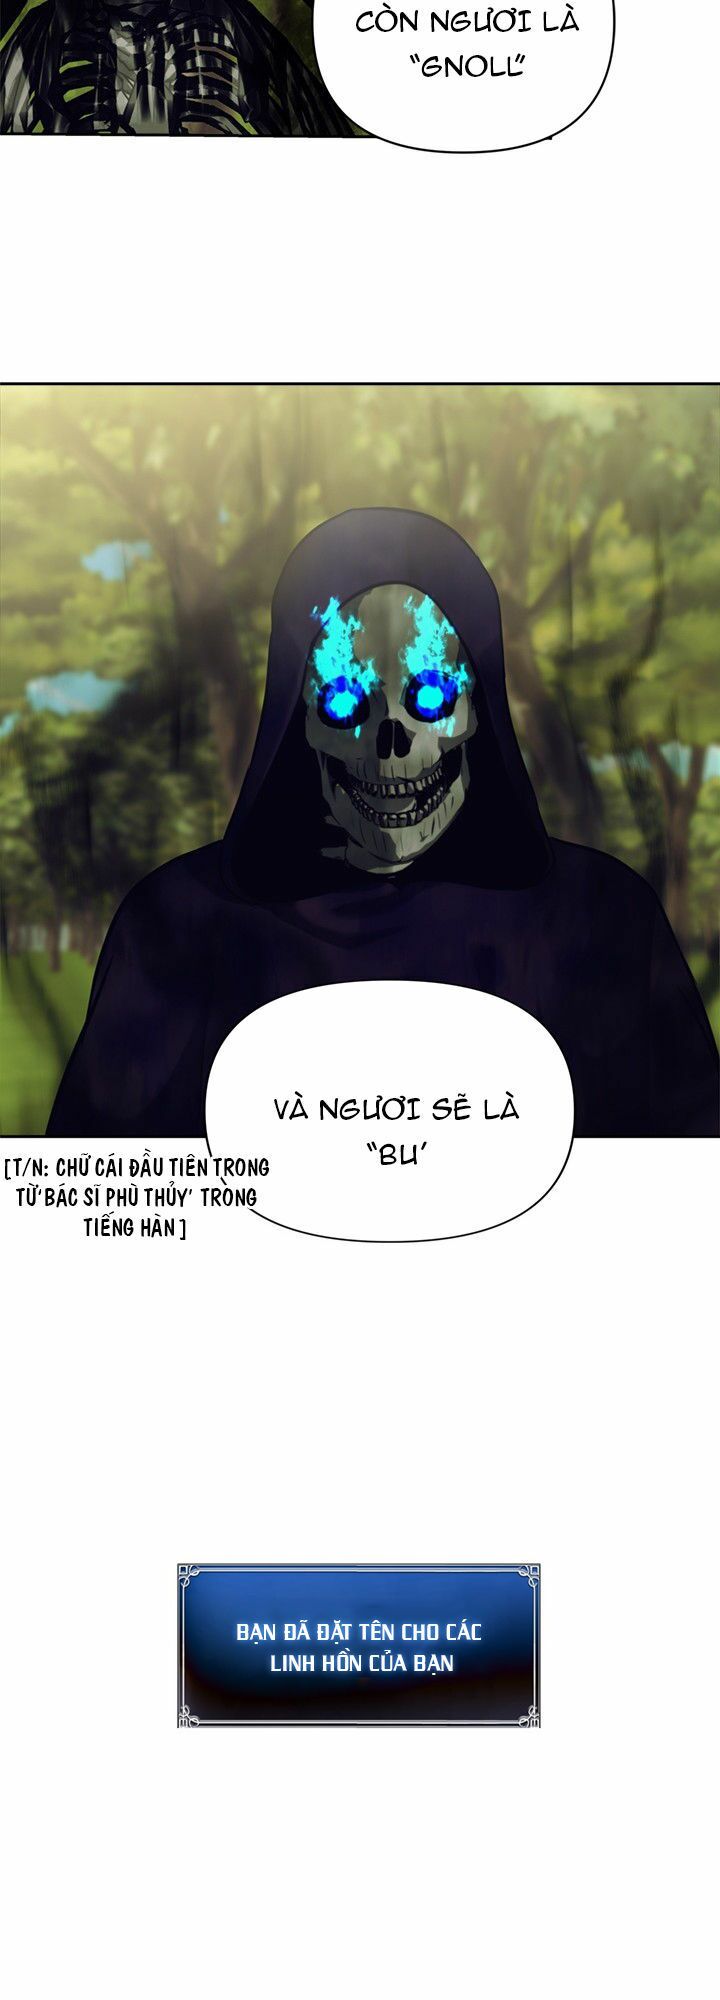 CÒN NGƯƠI LÀ
“GNOLL”
VÀ NGƯƠI SẼ LÀ
“BU’
[T/N: CHỮ CÁI ĐẦU TIÊN TRONG
TỪ‘BÁC SĨ PHÙ THỦY’ TRONG
TIẾNG HÀN]
BẠN ĐÃ ĐẶT TÊN CHO CÁC
LINH HỒN CỦA BẠN